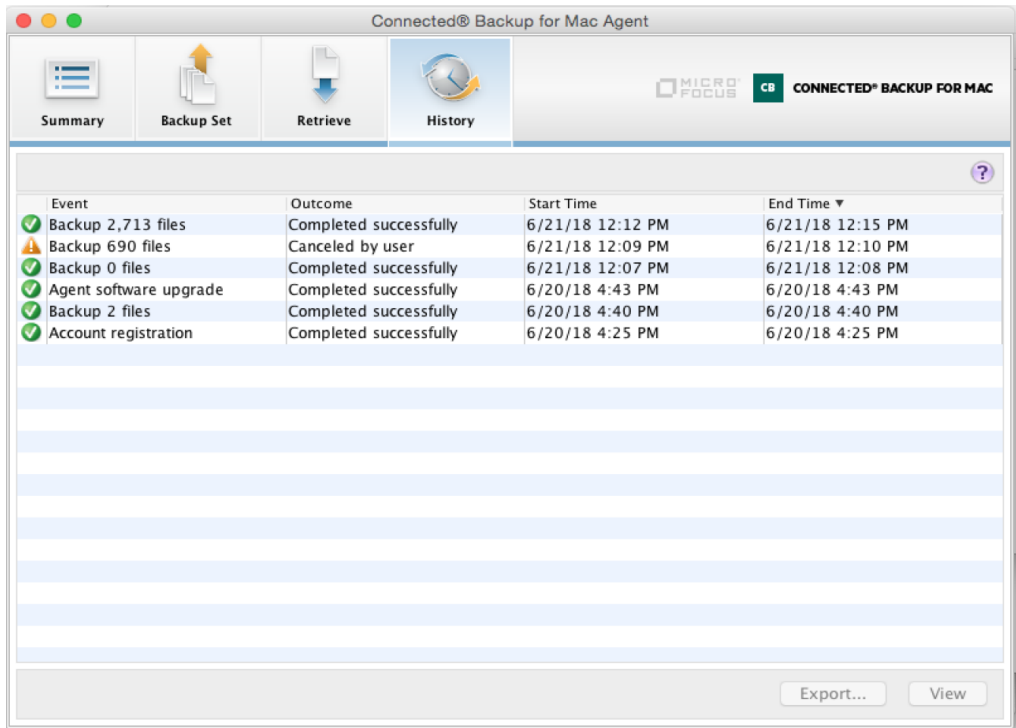 Connected® Backup for Mac Agent
Summary Backup Set Retrieve History
MICRO FOCUS
CB CONNECTED® BACKUP FOR MAC
?
Event Outcome Start Time End Time ▼
Backup 2,713 files Completed successfully 6/21/18 12:12 PM 6/21/18 12:15 PM
Backup 690 files Canceled by user 6/21/18 12:09 PM 6/21/18 12:10 PM
Backup 0 files Completed successfully 6/21/18 12:07 PM 6/21/18 12:08 PM
Agent software upgrade Completed successfully 6/20/18 4:43 PM 6/20/18 4:43 PM
Backup 2 files Completed successfully 6/20/18 4:40 PM 6/20/18 4:40 PM
Account registration Completed successfully 6/20/18 4:25 PM 6/20/18 4:25 PM
Export... View